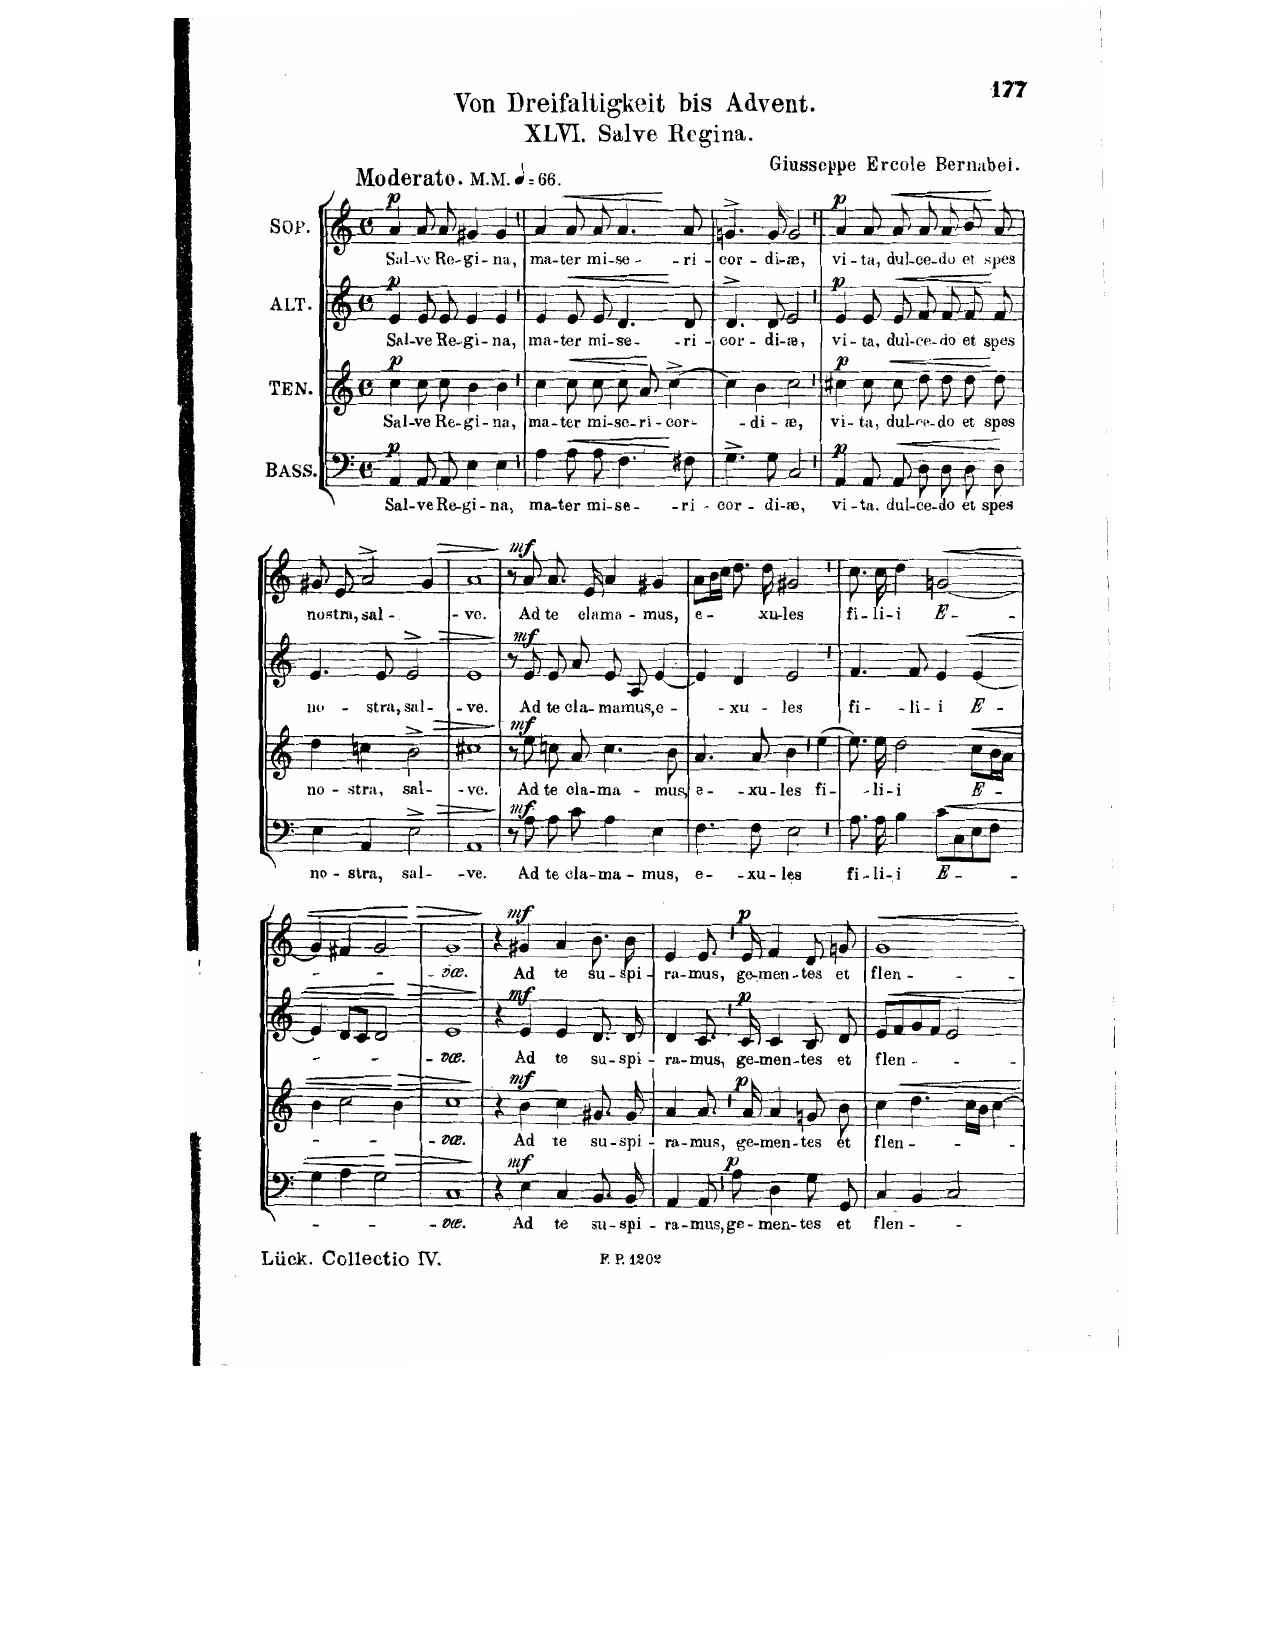 177
Von Dreifaltigkeit bis Advent.
XLVI. Salve Regina.
Giusseppe Ercole Bernabei.
Moderato. M.M. = 66.
p
SOP.
Sal-ve Re-gi-na, ma-ter mi-se- -ri-cor-di-æ, vi-ta, dul-ce-do et spes
p
ALT.
Sal-ve Re-gi-na, ma-ter mi-se- -ri-cor-di-æ, vi-ta, dul-ce-do et spes
p
TEN.
Sal-ve Re-gi-na, ma-ter mi-se-ri-cor- -di-æ, vi-ta, dul-ce-do et spes
p
BASS.
Sal-ve Re-gi-na, ma-ter mi-se- -ri-cor-di-æ, vi-ta, dul-ce-do et spes
mf
nostra, sal- -ve. Ad te clama-mus, e- xu-les fi-li-i E-
mf
no-stra, sal- -ve. Ad te cla-mamus, e- -xu-les fi- -li-i E-
mf
no-stra, sal- -ve. Ad te cla-ma-mus, e- -xu-les fi- -li-i E-
mf
no-stra, sal- -ve. Ad te cla-ma-mus, e- -xu-les fi-li-i E-
mf p
-væ. Ad te su-spi-ra-mus, ge-men-tes et flen-
mf p
-væ. Ad te su-spi-ra-mus, ge-men-tes et flen-
mf p
-væ. Ad te su-spi-ra-mus, ge-men-tes et flen-
mf p
-væ. Ad te su-spi-ra-mus, ge-men-tes et flen-
Lück. Collectio IV. F. P. 1202